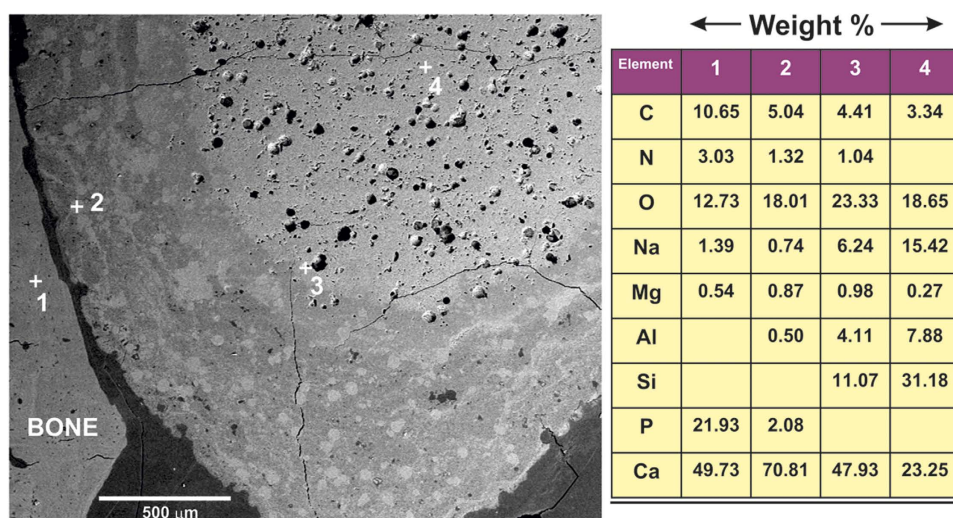 4
2
3
1
BONE
500 μm
Weight %
Element 1 2 3 4
C 10.65 5.04 4.41 3.34
N 3.03 1.32 1.04
O 12.73 18.01 23.33 18.65
Na 1.39 0.74 6.24 15.42
Mg 0.54 0.87 0.98 0.27
Al 0.50 4.11 7.88
Si 11.07 31.18
P 21.93 2.08
Ca 49.73 70.81 47.93 23.25